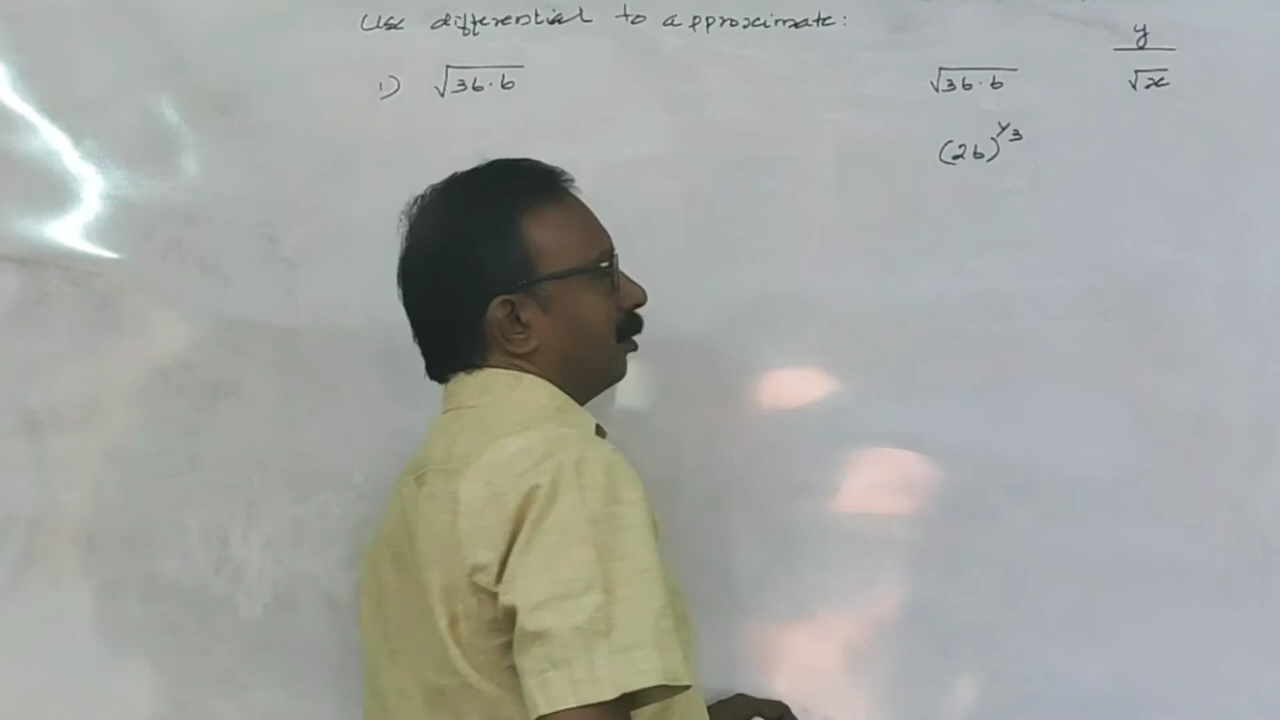 Use differential to approximate:
1) √36.6
√36.6
(26)^1/3
y
√x